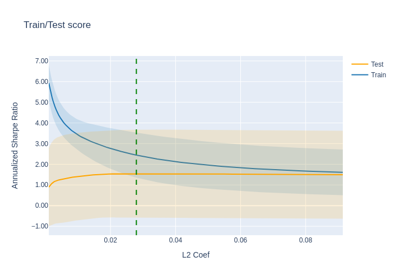 Train/Test score
7.00
6.00
5.00
4.00
3.00
2.00
1.00
0.00
−1.00
Annualized Sharpe Ratio
0.02
0.04
0.06
0.08
L2 Coef
Test
Train